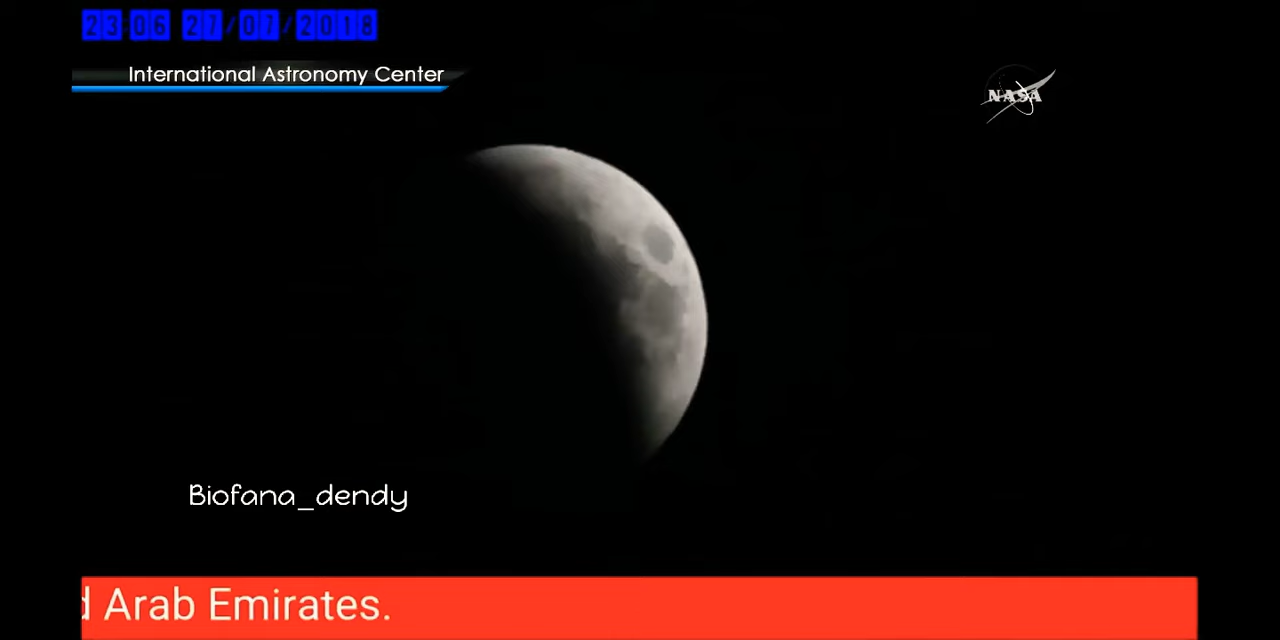 23:06 27/07/2018
International Astronomy Center
NASA
Biofana_dendy
d Arab Emirates.